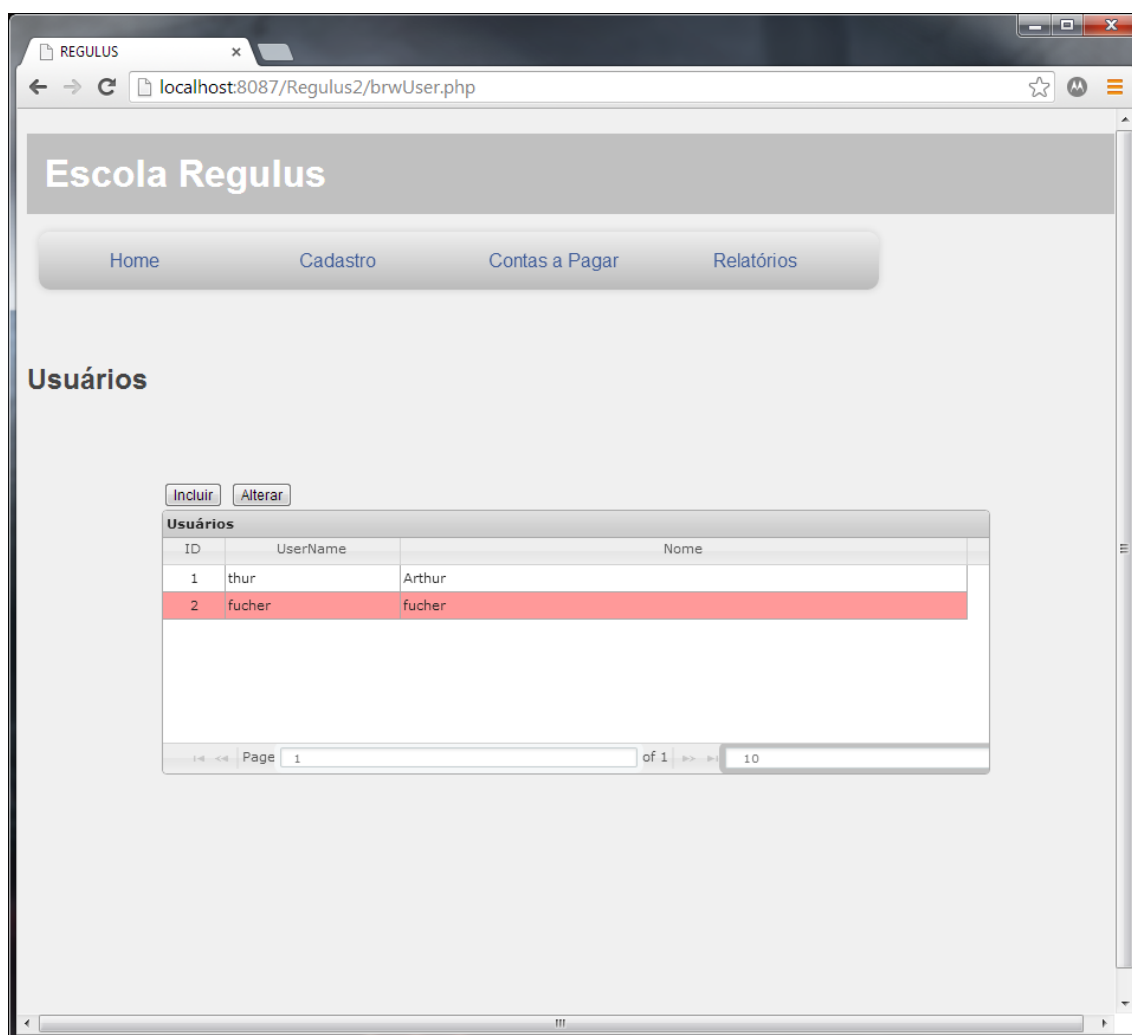 REGULUS
localhost:8087/Regulus2/brwUser.php
Escola Regulus
Home Cadastro Contas a Pagar Relatórios
Usuários
Incluir Alterar
Usuários
ID UserName Nome
1 thur Arthur
2 fucher fucher
Page 1 of 1 10